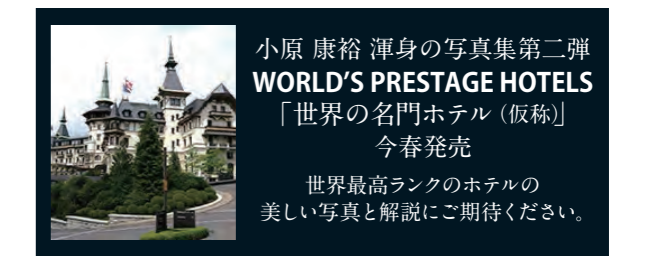 小原 康裕 渾身の写真集第二弾
WORLD'S PRESTAGE HOTELS
「世界の名門ホテル（仮称）」
今春発売
世界最高ランクのホテルの
美しい写真と解説にご期待ください。